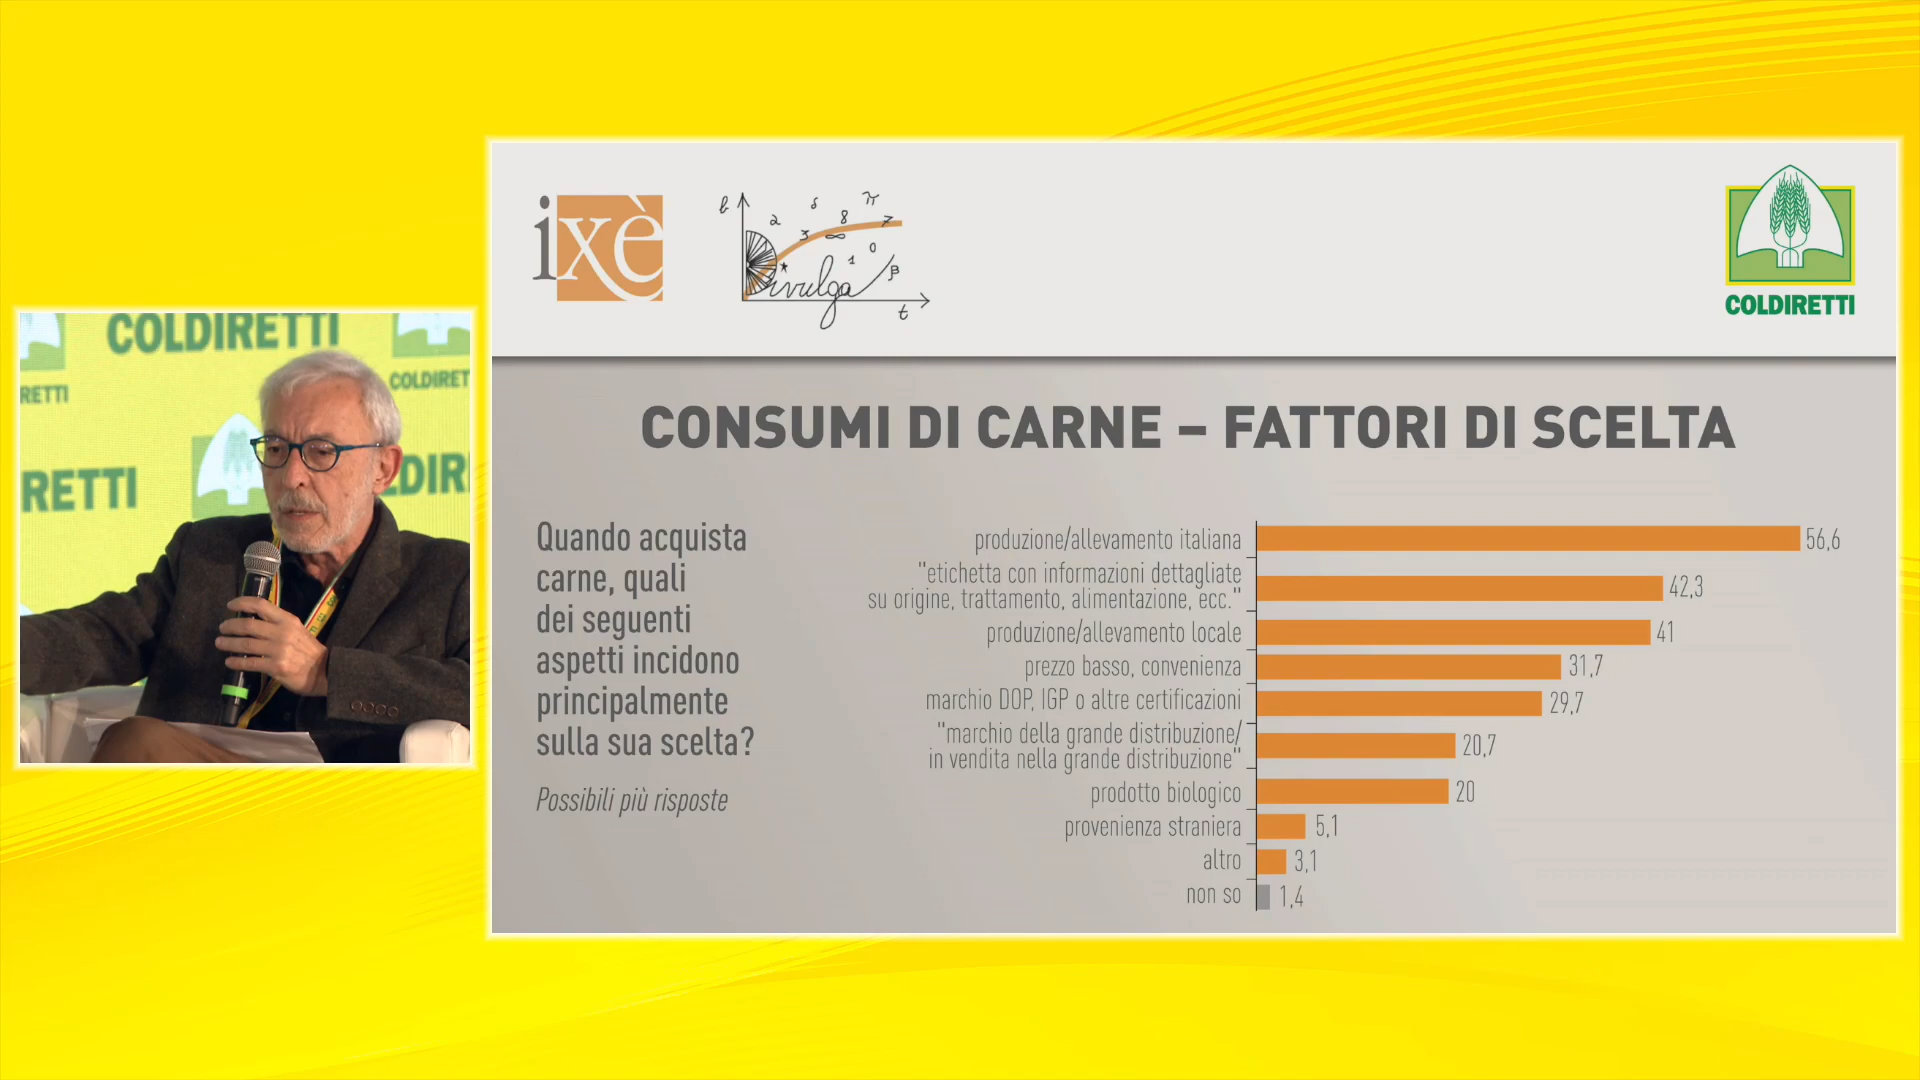 ixè
Divulga
COLDIRETTI
CONSUMI DI CARNE – FATTORI DI SCELTA
Quando acquista
carne, quali
dei seguenti
aspetti incidono
principalmente
sulla sua scelta?
Possibili più risposte
produzione/allevamento italiana 56,6
"etichetta con informazioni dettagliate
su origine, trattamento, alimentazione, ecc." 42,3
produzione/allevamento locale 41
prezzo basso, convenienza 31,7
marchio DOP, IGP o altre certificazioni 29,7
"marchio della grande distribuzione/
in vendita nella grande distribuzione" 20,7
prodotto biologico 20
provenienza straniera 5,1
altro 3,1
non so 1,4
COLDIRETTI
RETTI
COLDIRET
RETTI
LDIR